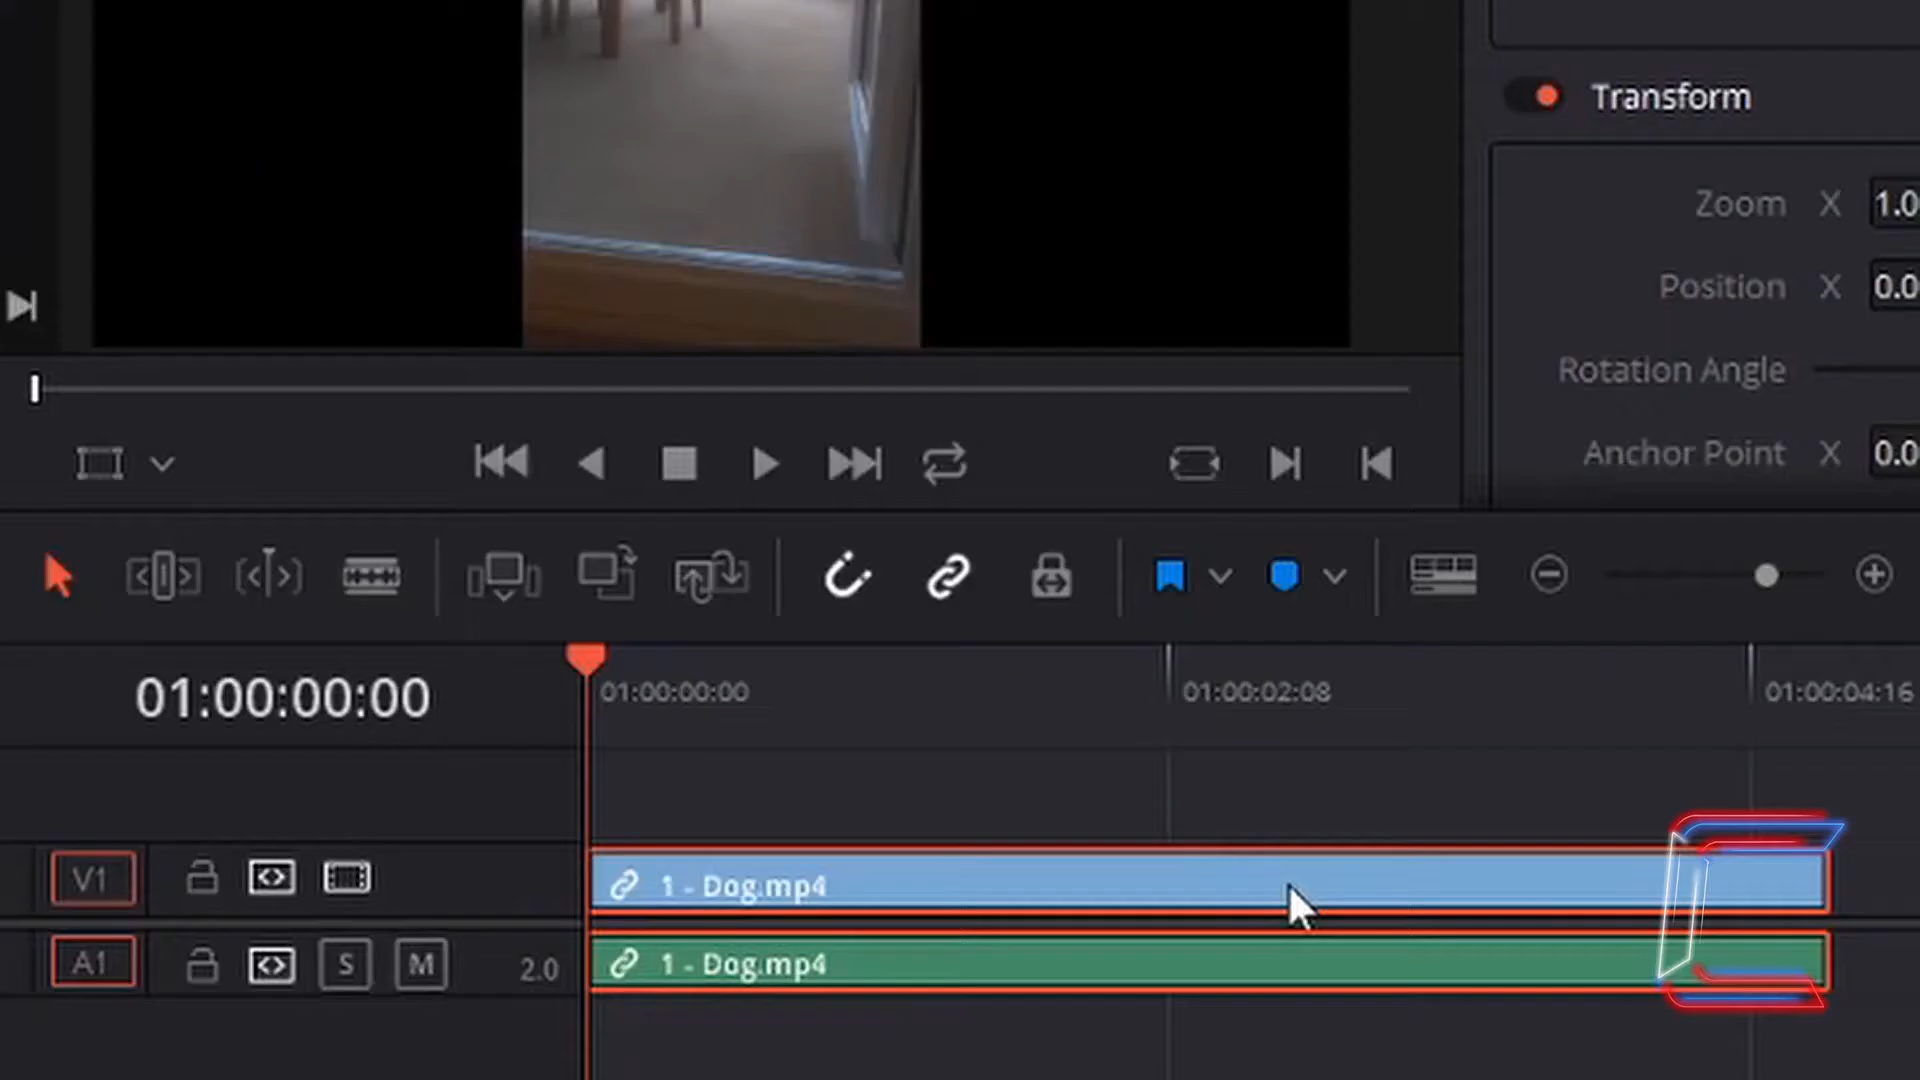 Transform
Zoom X 1.0
Position X 0.0
Rotation Angle
Anchor Point X 0.0
01:00:00:00
01:00:00:00
01:00:02:08
01:00:04:16
V1
1 - Dog.mp4
A1
S
M
2.0
1 - Dog.mp4